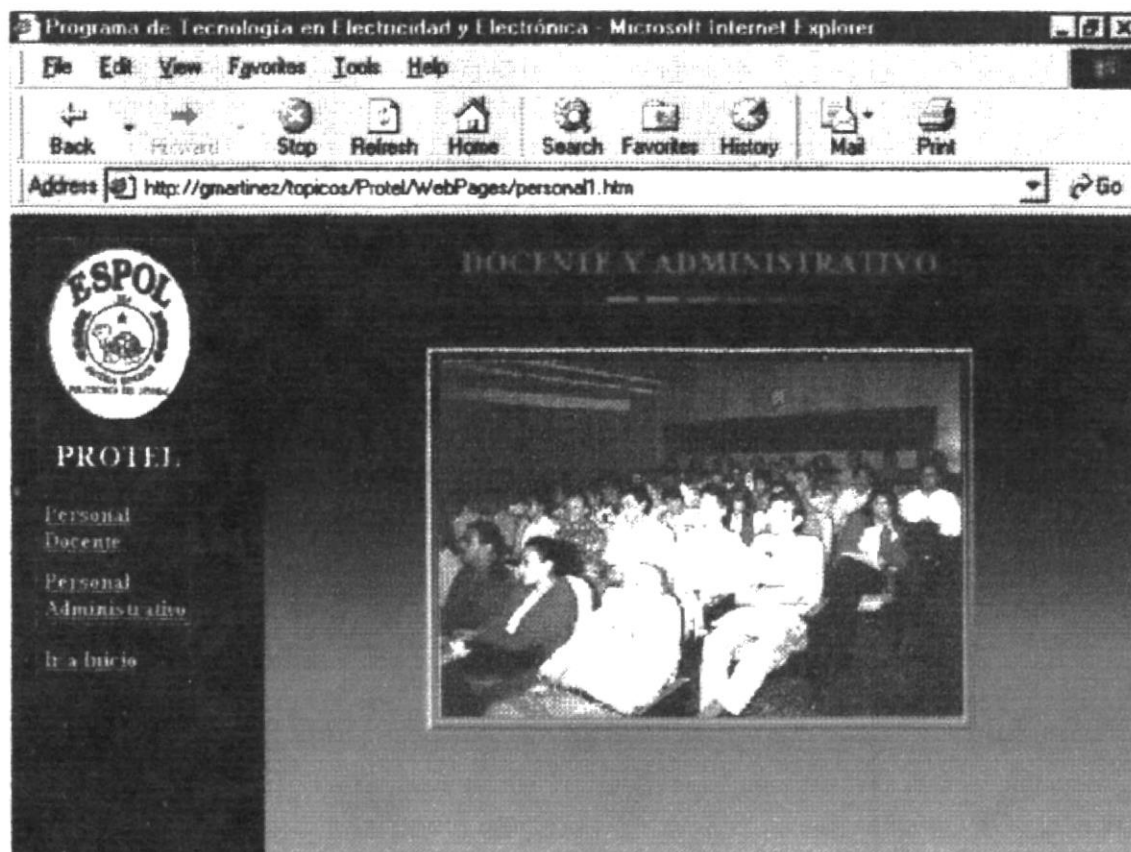 Programa de Tecnología en Electricidad y Electrónica - Microsoft Internet Explorer
File Edit View Favorites Tools Help
Back Forward Stop Refresh Home Search Favorites History Mail Print
Address http://gmartinez/topicos/Protel/WebPages/personal1.htm Go
DOCENTE Y ADMINISTRATIVO
ESPOL
PROTEL
Personal
Docente
Personal
Administrativo
Ir a Inicio